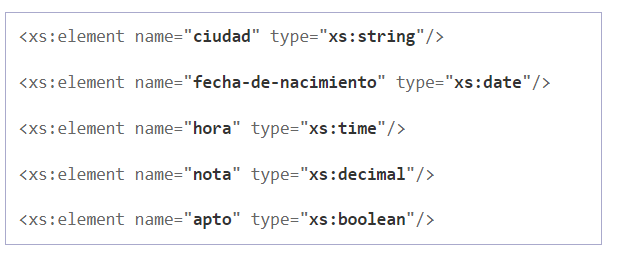 <xs:element name="ciudad" type="xs:string"/>
<xs:element name="fecha-de-nacimiento" type="xs:date"/>
<xs:element name="hora" type="xs:time"/>
<xs:element name="nota" type="xs:decimal"/>
<xs:element name="apto" type="xs:boolean"/>